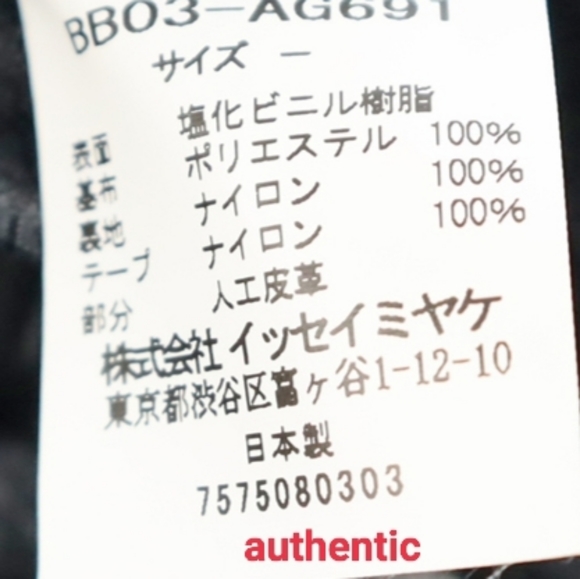 BB03-AG691
サイズ ー
表面 塩化ビニル樹脂
基布 ポリエステル 100%
裏地 ナイロン 100%
テープ ナイロン 100%
部分 人工皮革
株式会社イッセイミヤケ
東京都渋谷区富ヶ谷1-12-10
日本製
7575080303
authentic